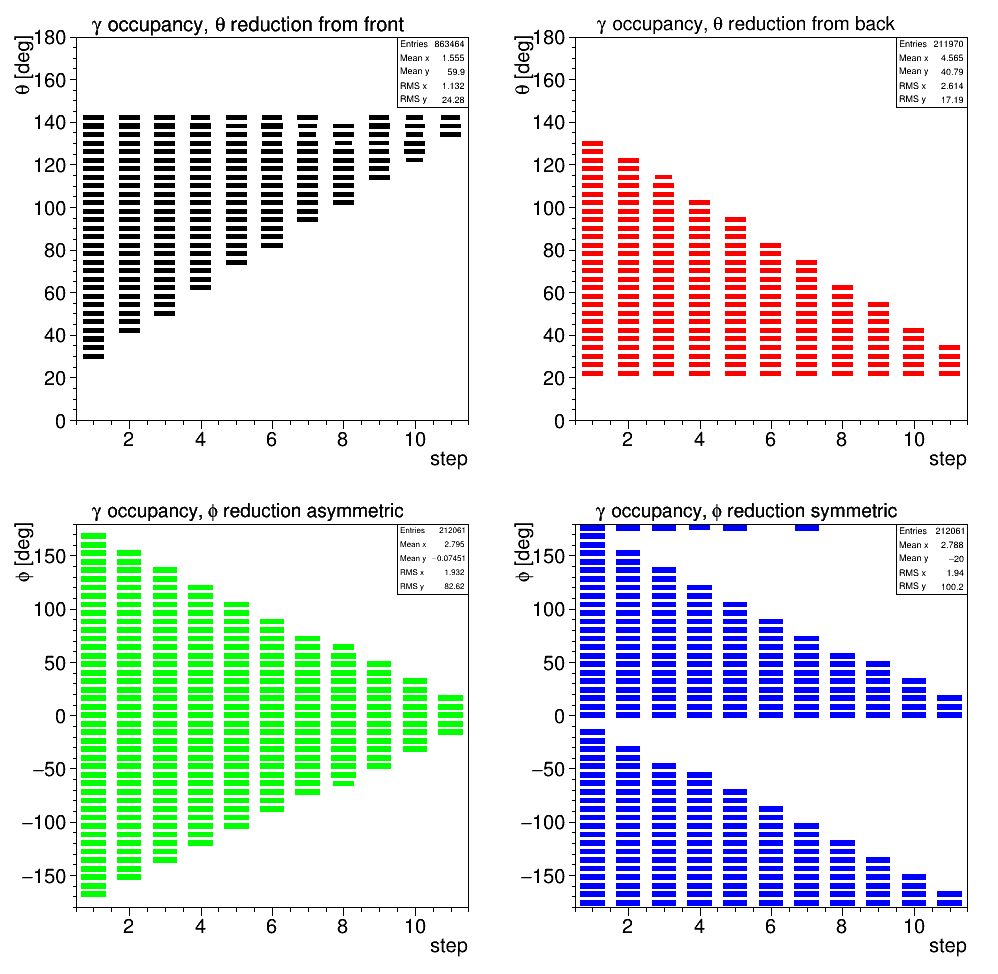 γ occupancy, θ reduction from front
θ [deg]
180
160
140
120
100
80
60
40
20
0
2
4
6
8
10
step
Entries 863464
Mean x 1.555
Mean y 59.9
RMS x 1.132
RMS y 24.28
γ occupancy, θ reduction from back
θ [deg]
180
160
140
120
100
80
60
40
20
0
2
4
6
8
10
step
Entries 211970
Mean x 4.565
Mean y 40.79
RMS x 2.614
RMS y 17.19
γ occupancy, ϕ reduction asymmetric
ϕ [deg]
150
100
50
0
−50
−100
−150
2
4
6
8
10
step
Entries 212061
Mean x 2.795
Mean y −0.07451
RMS x 1.932
RMS y 82.62
γ occupancy, ϕ reduction symmetric
ϕ [deg]
150
100
50
0
−50
−100
−150
2
4
6
8
10
step
Entries 212061
Mean x 2.788
Mean y −20
RMS x 1.94
RMS y 100.2